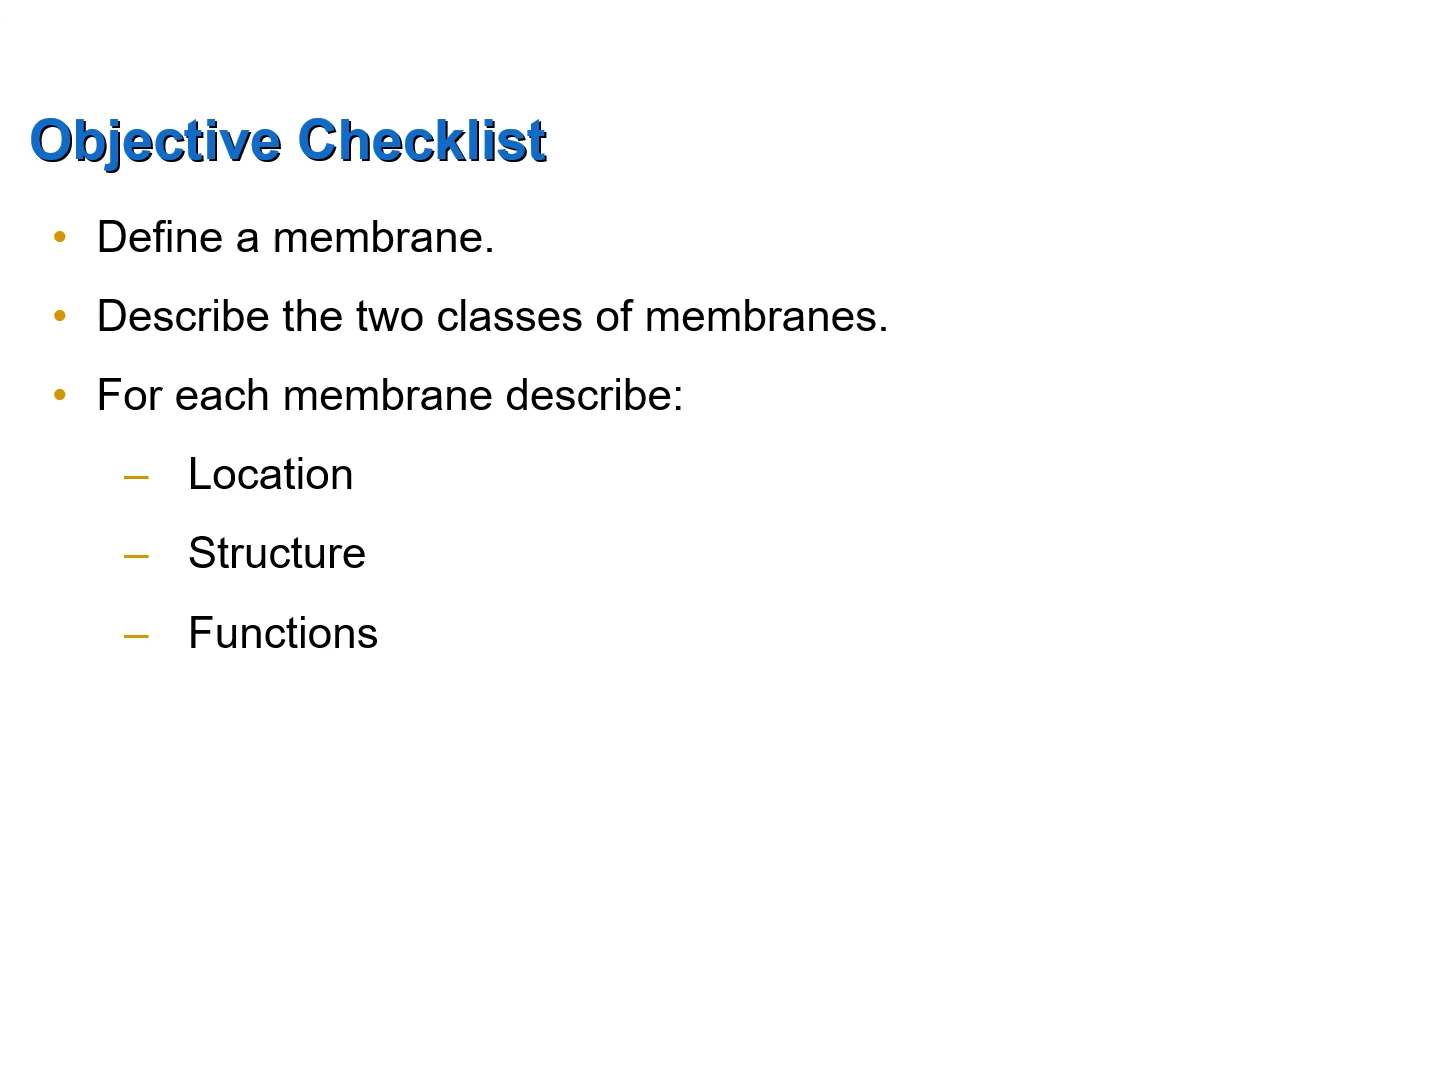 Objective Checklist
• Define a membrane.
• Describe the two classes of membranes.
• For each membrane describe:
– Location
– Structure
– Functions